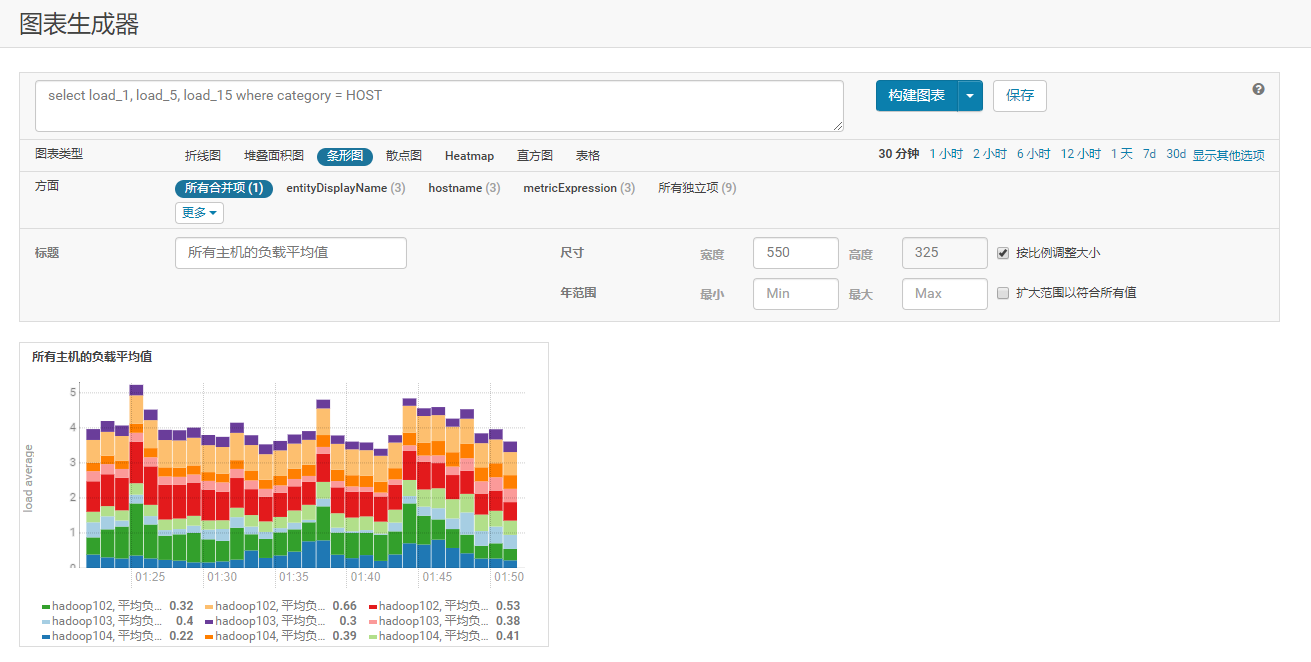 图表生成器
select load_1, load_5, load_15 where category = HOST
构建图表 保存
图表类型 折线图 堆叠面积图 条形图 散点图 Heatmap 直方图 表格 30 分钟 1 小时 2 小时 6 小时 12 小时 1 天 7d 30d 显示其他选项
方面 所有合并项 (1) entityDisplayName (3) hostname (3) metricExpression (3) 所有独立项 (9)
更多
标题 所有主机的负载平均值 尺寸 宽度 550 高度 325 按比例调整大小
年范围 最小 Min 最大 Max 扩大范围以符合所有值
所有主机的负载平均值
load average
5
4
3
2
1
0
01:25 01:30 01:35 01:40 01:45 01:50
hadoop102, 平均负... 0.32 hadoop102, 平均负... 0.66 hadoop102, 平均负... 0.53
hadoop103, 平均负... 0.4 hadoop103, 平均负... 0.3 hadoop103, 平均负... 0.38
hadoop104, 平均负... 0.22 hadoop104, 平均负... 0.39 hadoop104, 平均负... 0.41